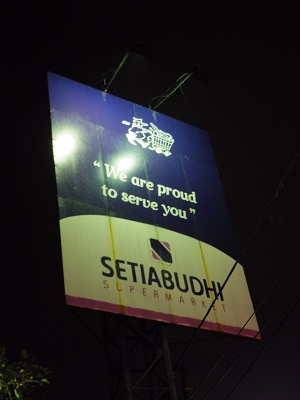 “We are proud
to serve you”
SETIABUDHI
SUPERMARKET